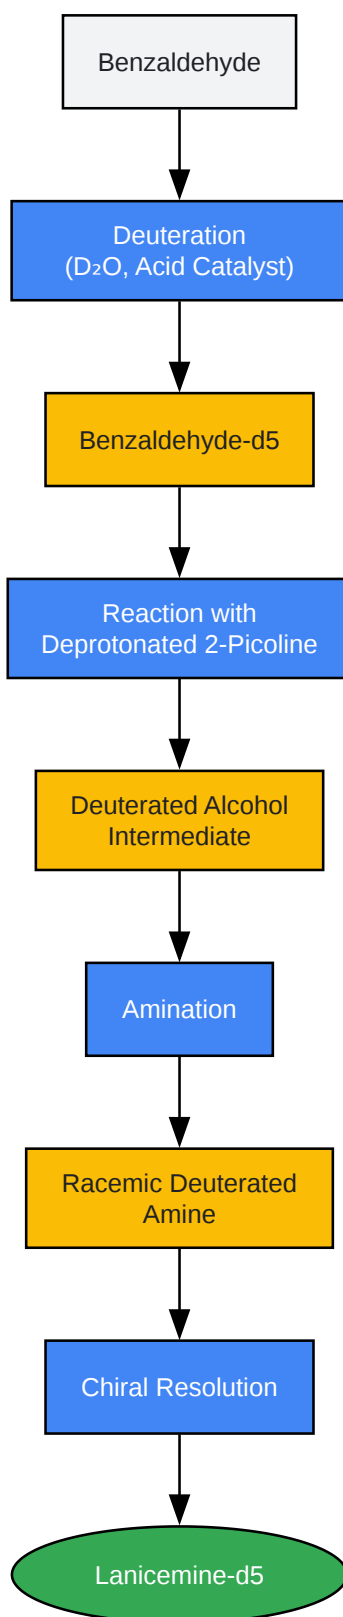 Benzaldehyde
Deuteration
(D₂O, Acid Catalyst)
Benzaldehyde-d5
Reaction with
Deprotonated 2-Picoline
Deuterated Alcohol
Intermediate
Amination
Racemic Deuterated
Amine
Chiral Resolution
Lanicemine-d5